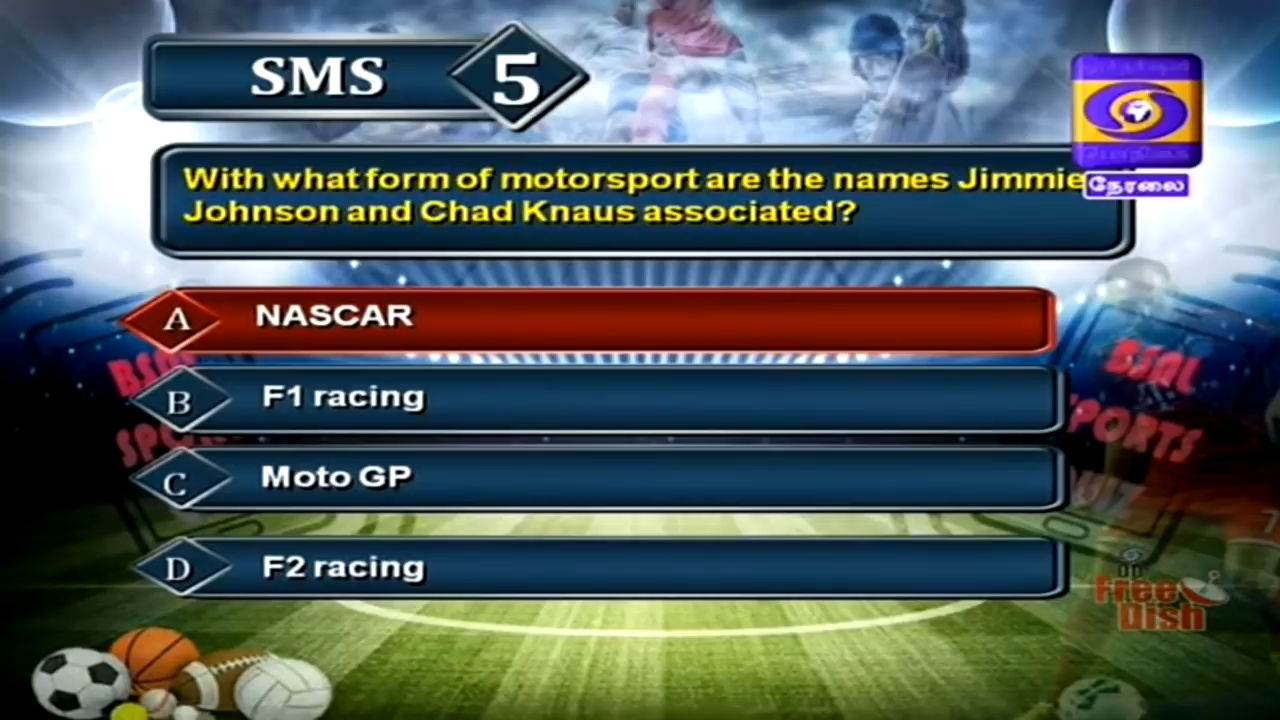 SMS 5
With what form of motorsport are the names Jimmie
Johnson and Chad Knaus associated?
நேரலை
A NASCAR
B F1 racing
C Moto GP
D F2 racing
BSNL
SPORTS
DD
Free
Dish